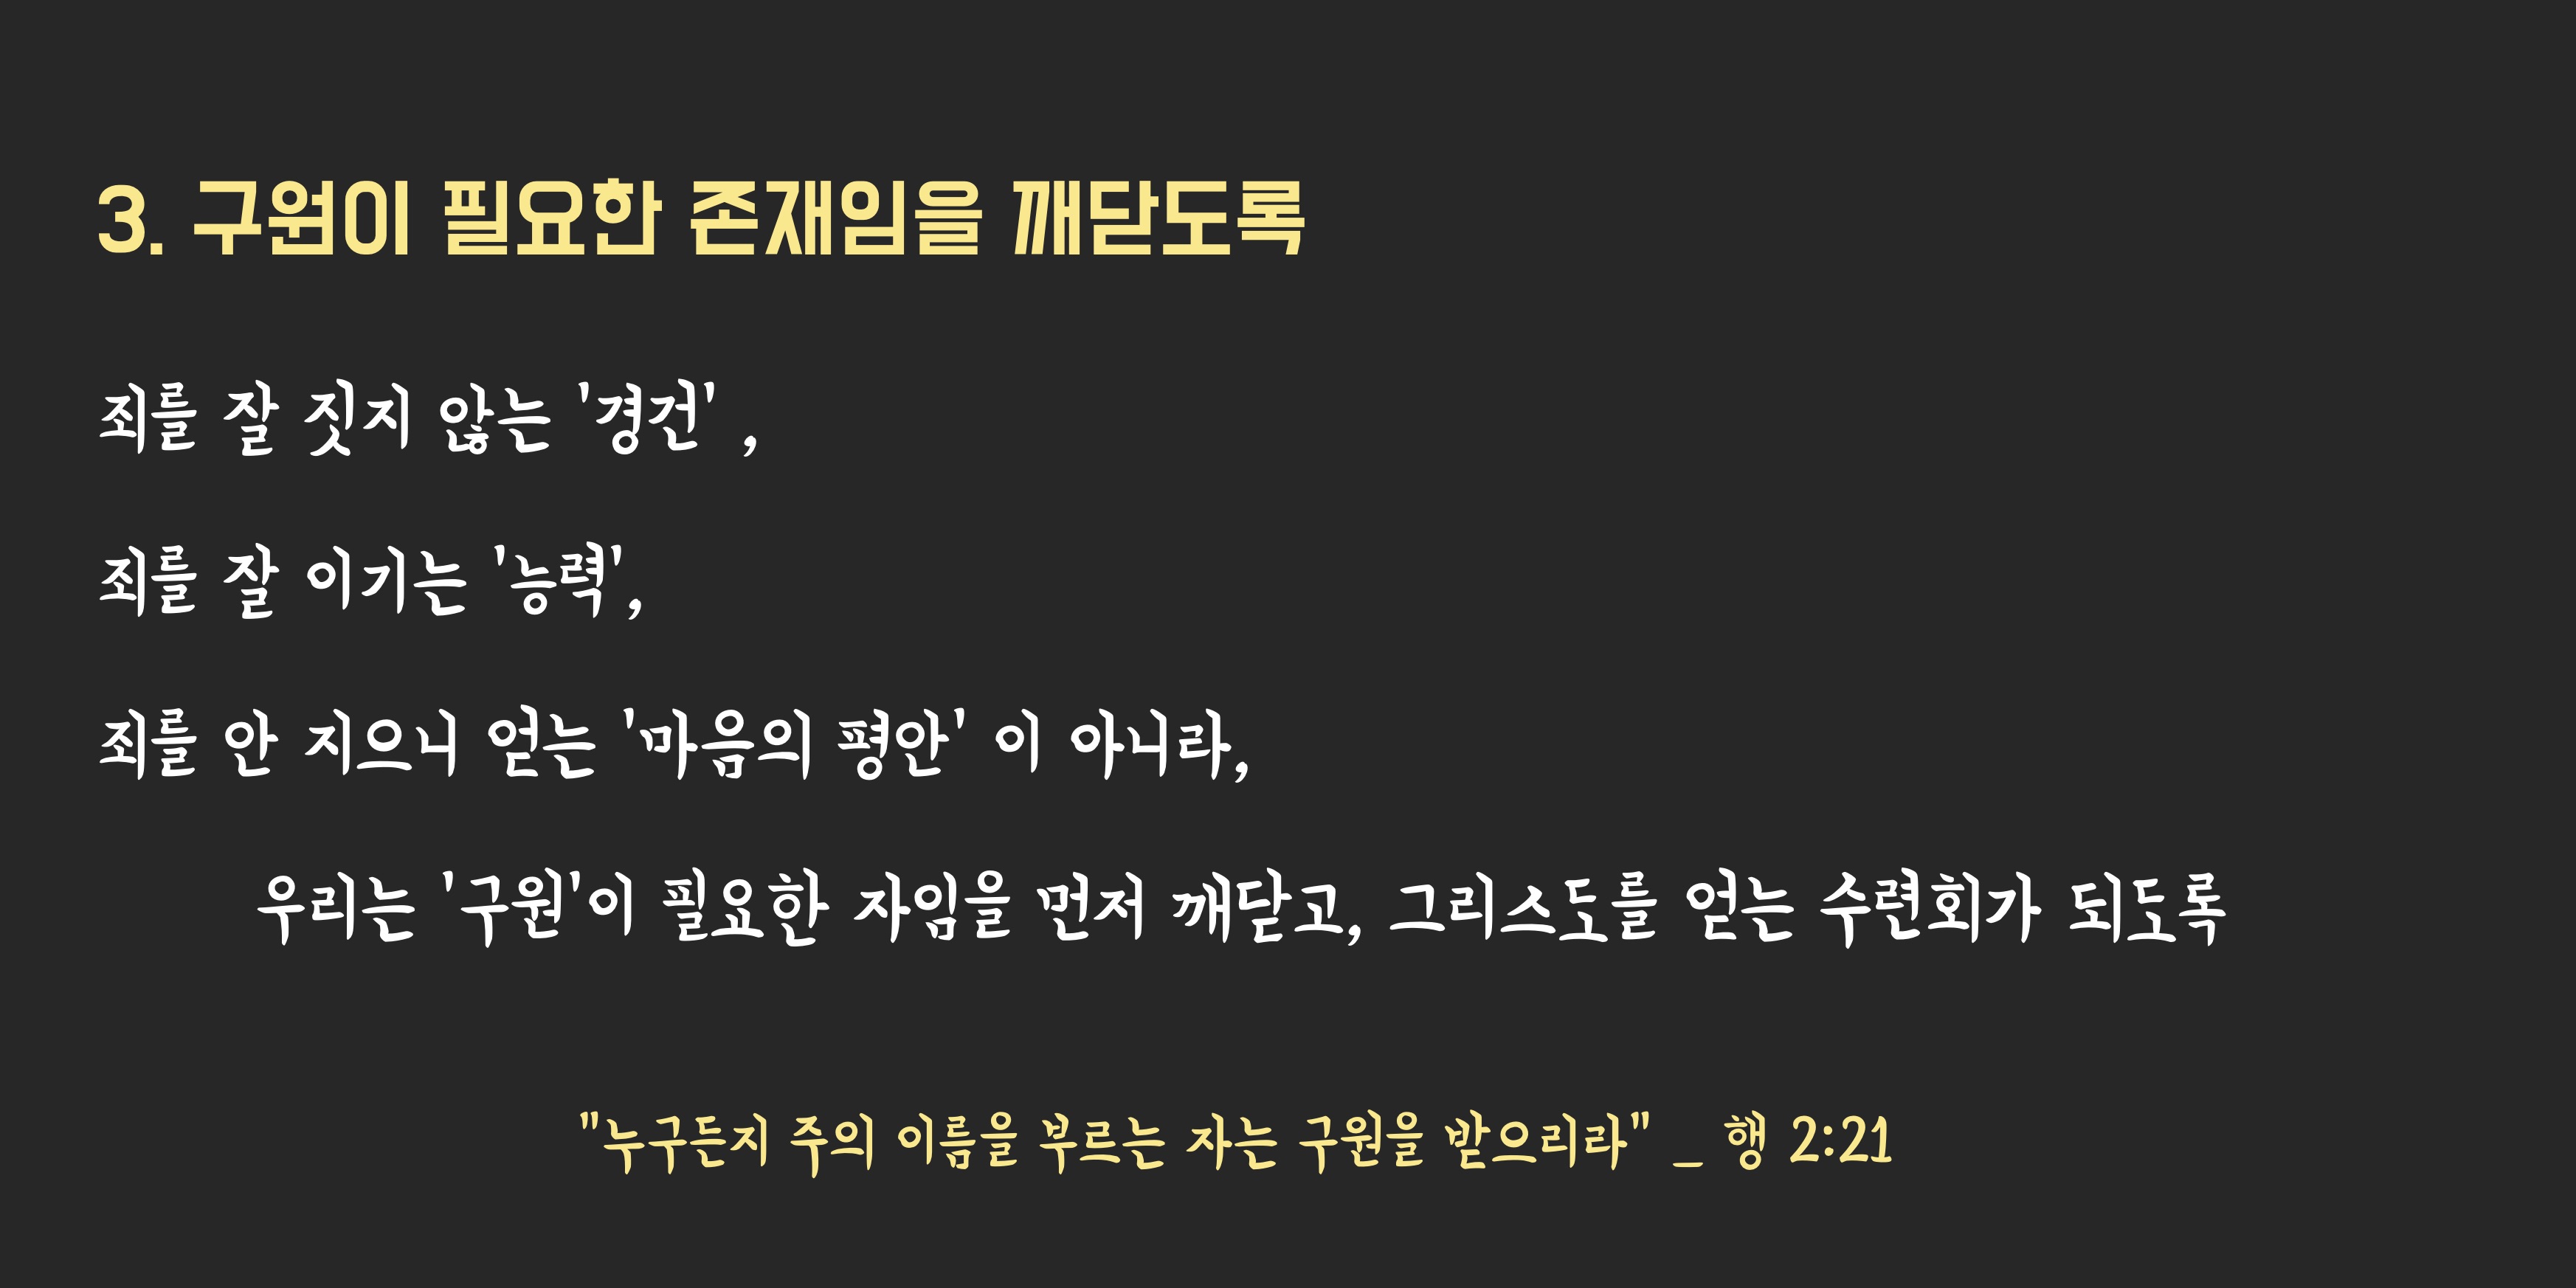 3. 구원이 필요한 존재임을 깨닫도록
죄를 잘 짓지 않는 '경건' ,
죄를 잘 이기는 '능력',
죄를 안 지으니 얻는 '마음의 평안' 이 아니라,
우리는 '구원'이 필요한 자임을 먼저 깨닫고, 그리스도를 얻는 수련회가 되도록
"누구든지 주의 이름을 부르는 자는 구원을 받으리라" _ 행 2:21